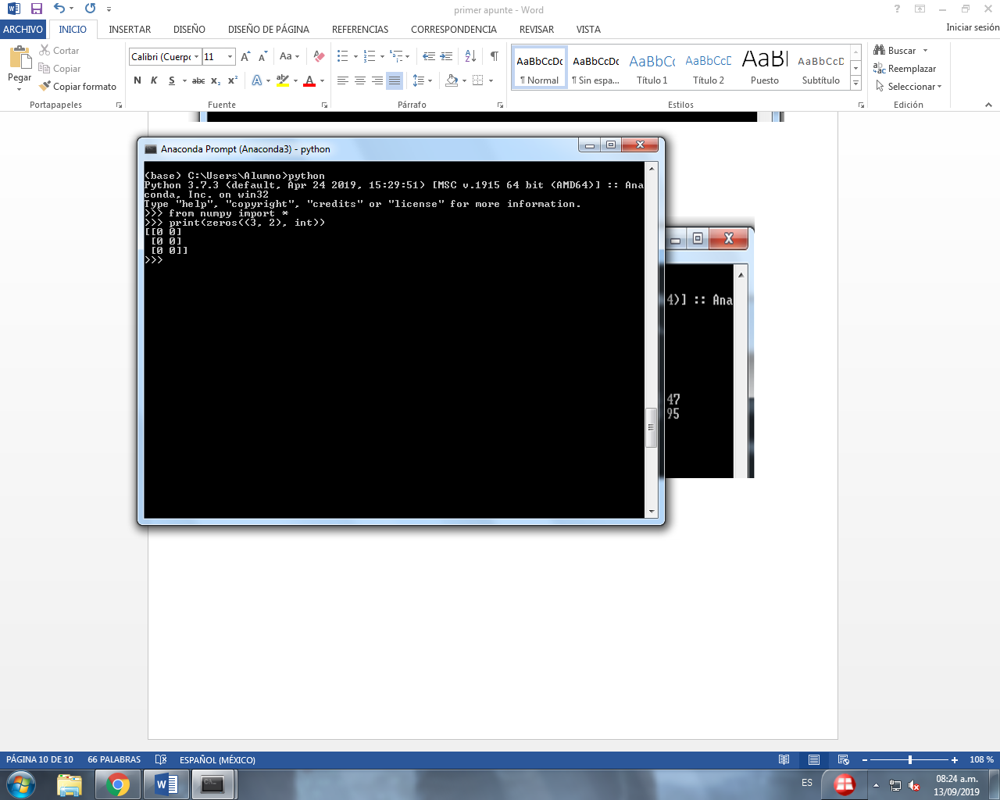 primer apunte - Word
ARCHIVO INICIO INSERTAR DISEÑO DISEÑO DE PÁGINA REFERENCIAS CORRESPONDENCIA REVISAR VISTA Iniciar sesión
Pegar
Cortar
Copiar
Copiar formato
Portapapeles
Calibri (Cuerpo 11
Aa
N K S abc x₂ x²
Fuente
Párrafo
AaBbCcDc AaBbCcDc AaBbCc AaBbCcD AaBl AaBbCcD
¶ Normal ¶ Sin espa... Título 1 Título 2 Puesto Subtítulo
Estilos
Buscar
Reemplazar
Seleccionar
Edición
Anaconda Prompt (Anaconda3) - python
(base) C:\Users\Alumno>python
Python 3.7.3 (default, Apr 24 2019, 15:29:51) [MSC v.1915 64 bit (AMD64)] :: Ana
conda, Inc. on win32
Type "help", "copyright", "credits" or "license" for more information.
>>> from numpy import *
>>> print(zeros((3, 2), int))
[[0 0]
 [0 0]
 [0 0]]
>>>
4)] :: Ana
47
95
PÁGINA 10 DE 10 66 PALABRAS ESPAÑOL (MÉXICO) 108 %
ES
08:24 a.m.
13/09/2019